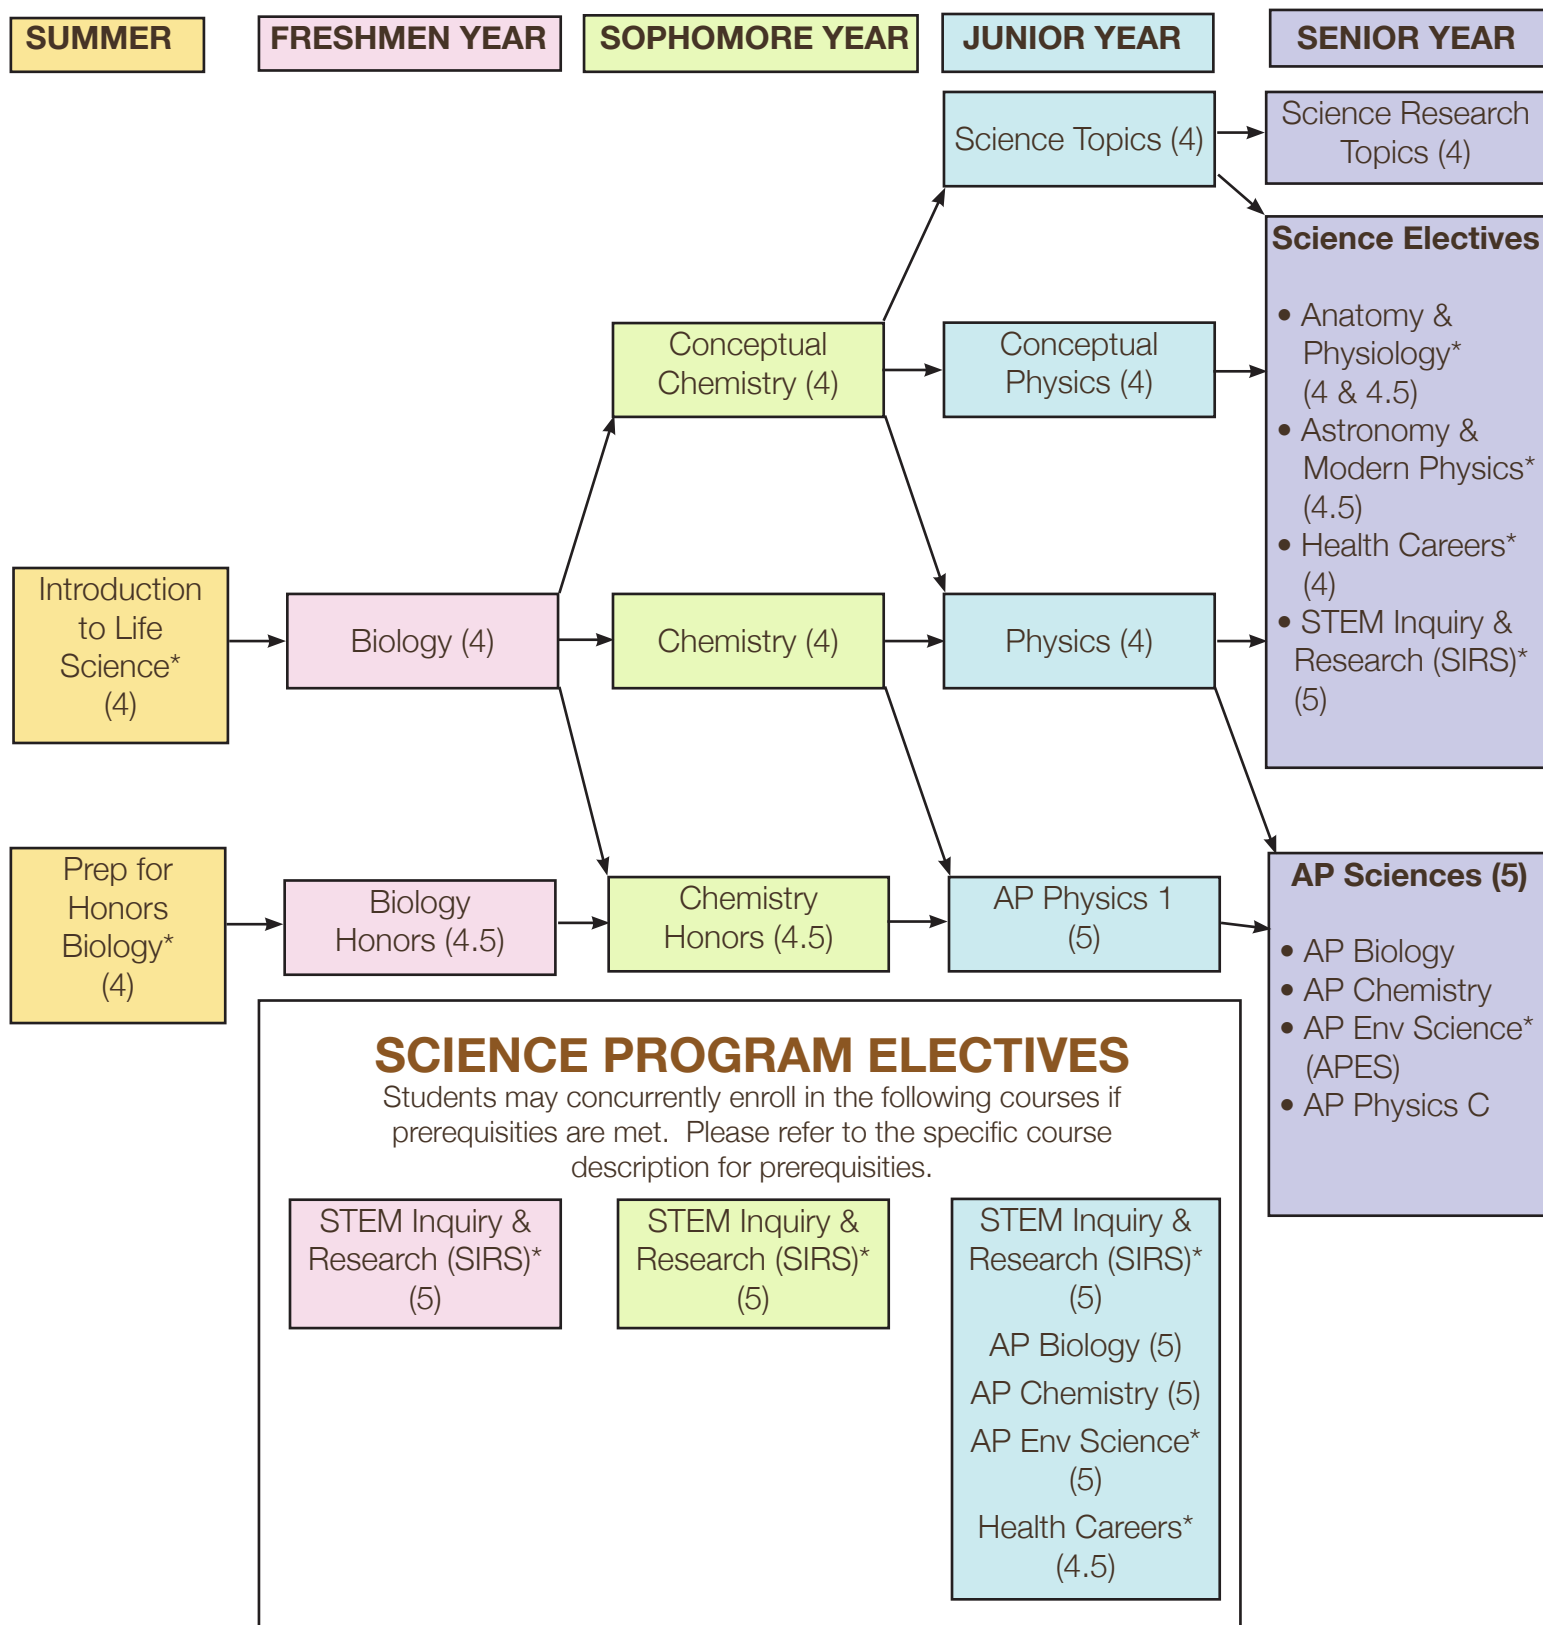 SUMMER
FRESHMEN YEAR
SOPHOMORE YEAR
JUNIOR YEAR
SENIOR YEAR
Science Topics (4)
Science Research
Topics (4)
Science Electives
• Anatomy &
Physiology*
(4 & 4.5)
• Astronomy &
Modern Physics*
(4.5)
• Health Careers*
(4)
• STEM Inquiry &
Research (SIRS)*
(5)
Conceptual
Chemistry (4)
Conceptual
Physics (4)
Introduction
to Life
Science*
(4)
Biology (4)
Chemistry (4)
Physics (4)
Prep for
Honors
Biology*
(4)
Biology
Honors (4.5)
Chemistry
Honors (4.5)
AP Physics 1
(5)
AP Sciences (5)
• AP Biology
• AP Chemistry
• AP Env Science*
(APES)
• AP Physics C
SCIENCE PROGRAM ELECTIVES
Students may concurrently enroll in the following courses if
prerequisities are met. Please refer to the specific course
description for prerequisities.
STEM Inquiry &
Research (SIRS)*
(5)
STEM Inquiry &
Research (SIRS)*
(5)
STEM Inquiry &
Research (SIRS)*
(5)
AP Biology (5)
AP Chemistry (5)
AP Env Science*
(5)
Health Careers*
(4.5)